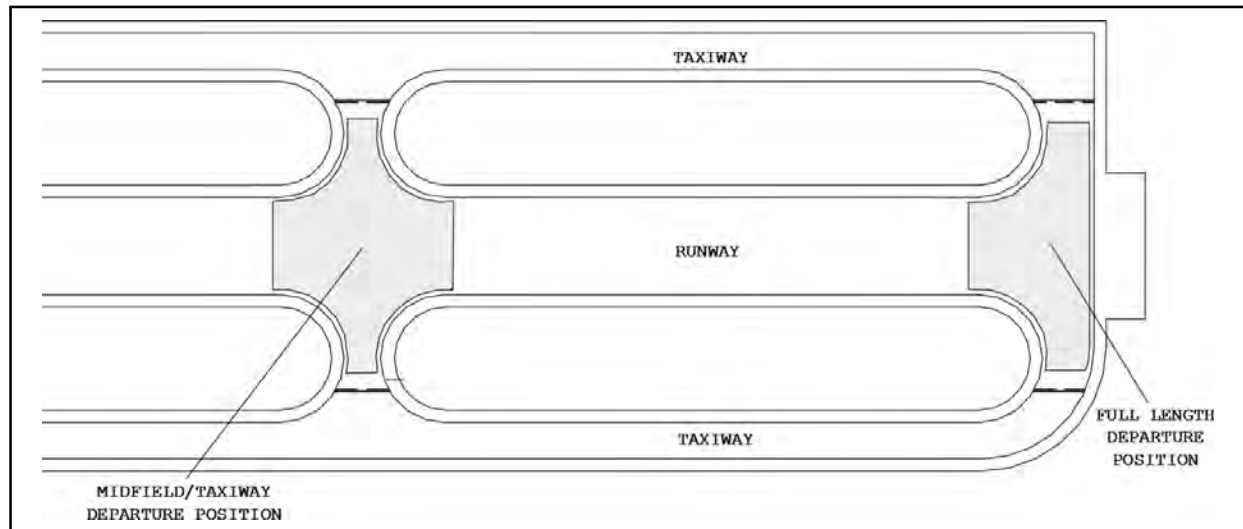 TAXIWAY
RUNWAY
FULL LENGTH
DEPARTURE
POSITION
TAXIWAY
MIDFIELD/TAXIWAY
DEPARTURE POSITION